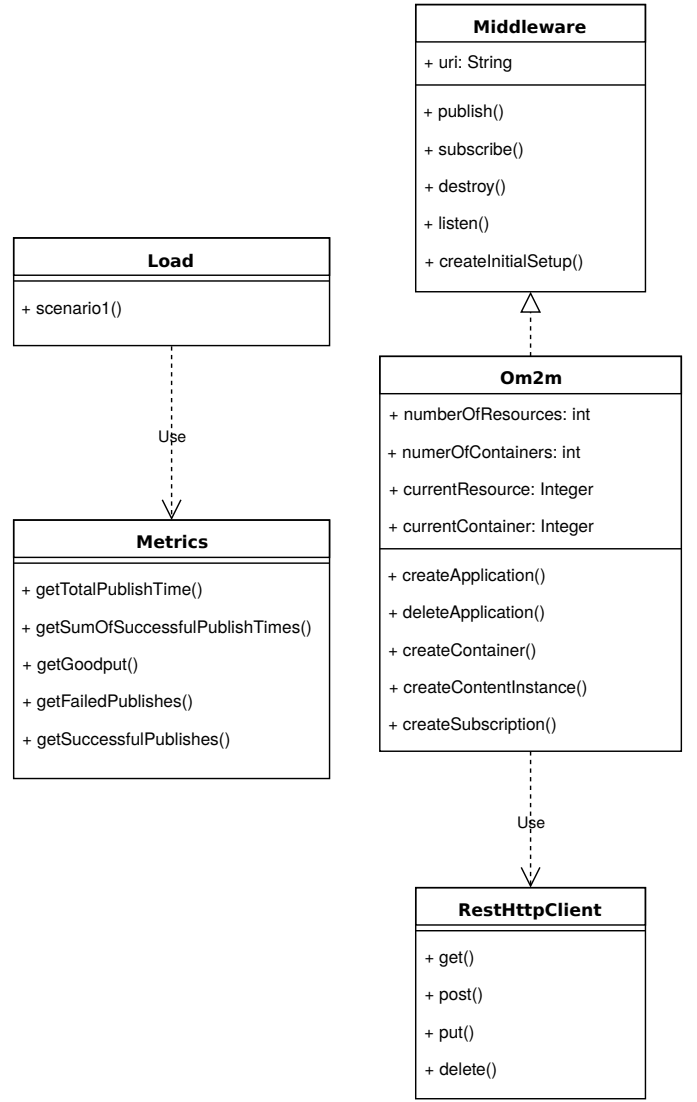 Middleware
+ uri: String
+ publish()
+ subscribe()
+ destroy()
+ listen()
+ createInitialSetup()
Load
+ scenario1()
Use
Metrics
+ getTotalPublishTime()
+ getSumOfSuccessfulPublishTimes()
+ getGoodput()
+ getFailedPublishes()
+ getSuccessfulPublishes()
Om2m
+ numberOfResources: int
+ numerOfContainers: int
+ currentResource: Integer
+ currentContainer: Integer
+ createApplication()
+ deleteApplication()
+ createContainer()
+ createContentInstance()
+ createSubscription()
Use
RestHttpClient
+ get()
+ post()
+ put()
+ delete()